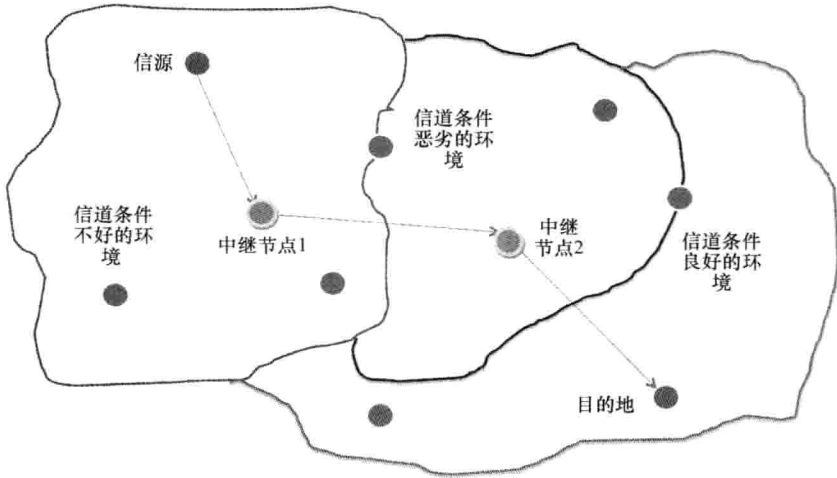 信源
信道条件
恶劣的环
境
信道条件
不好的环
境
中继节点1
中继
节点2
信道条件
良好的环
境
目的地